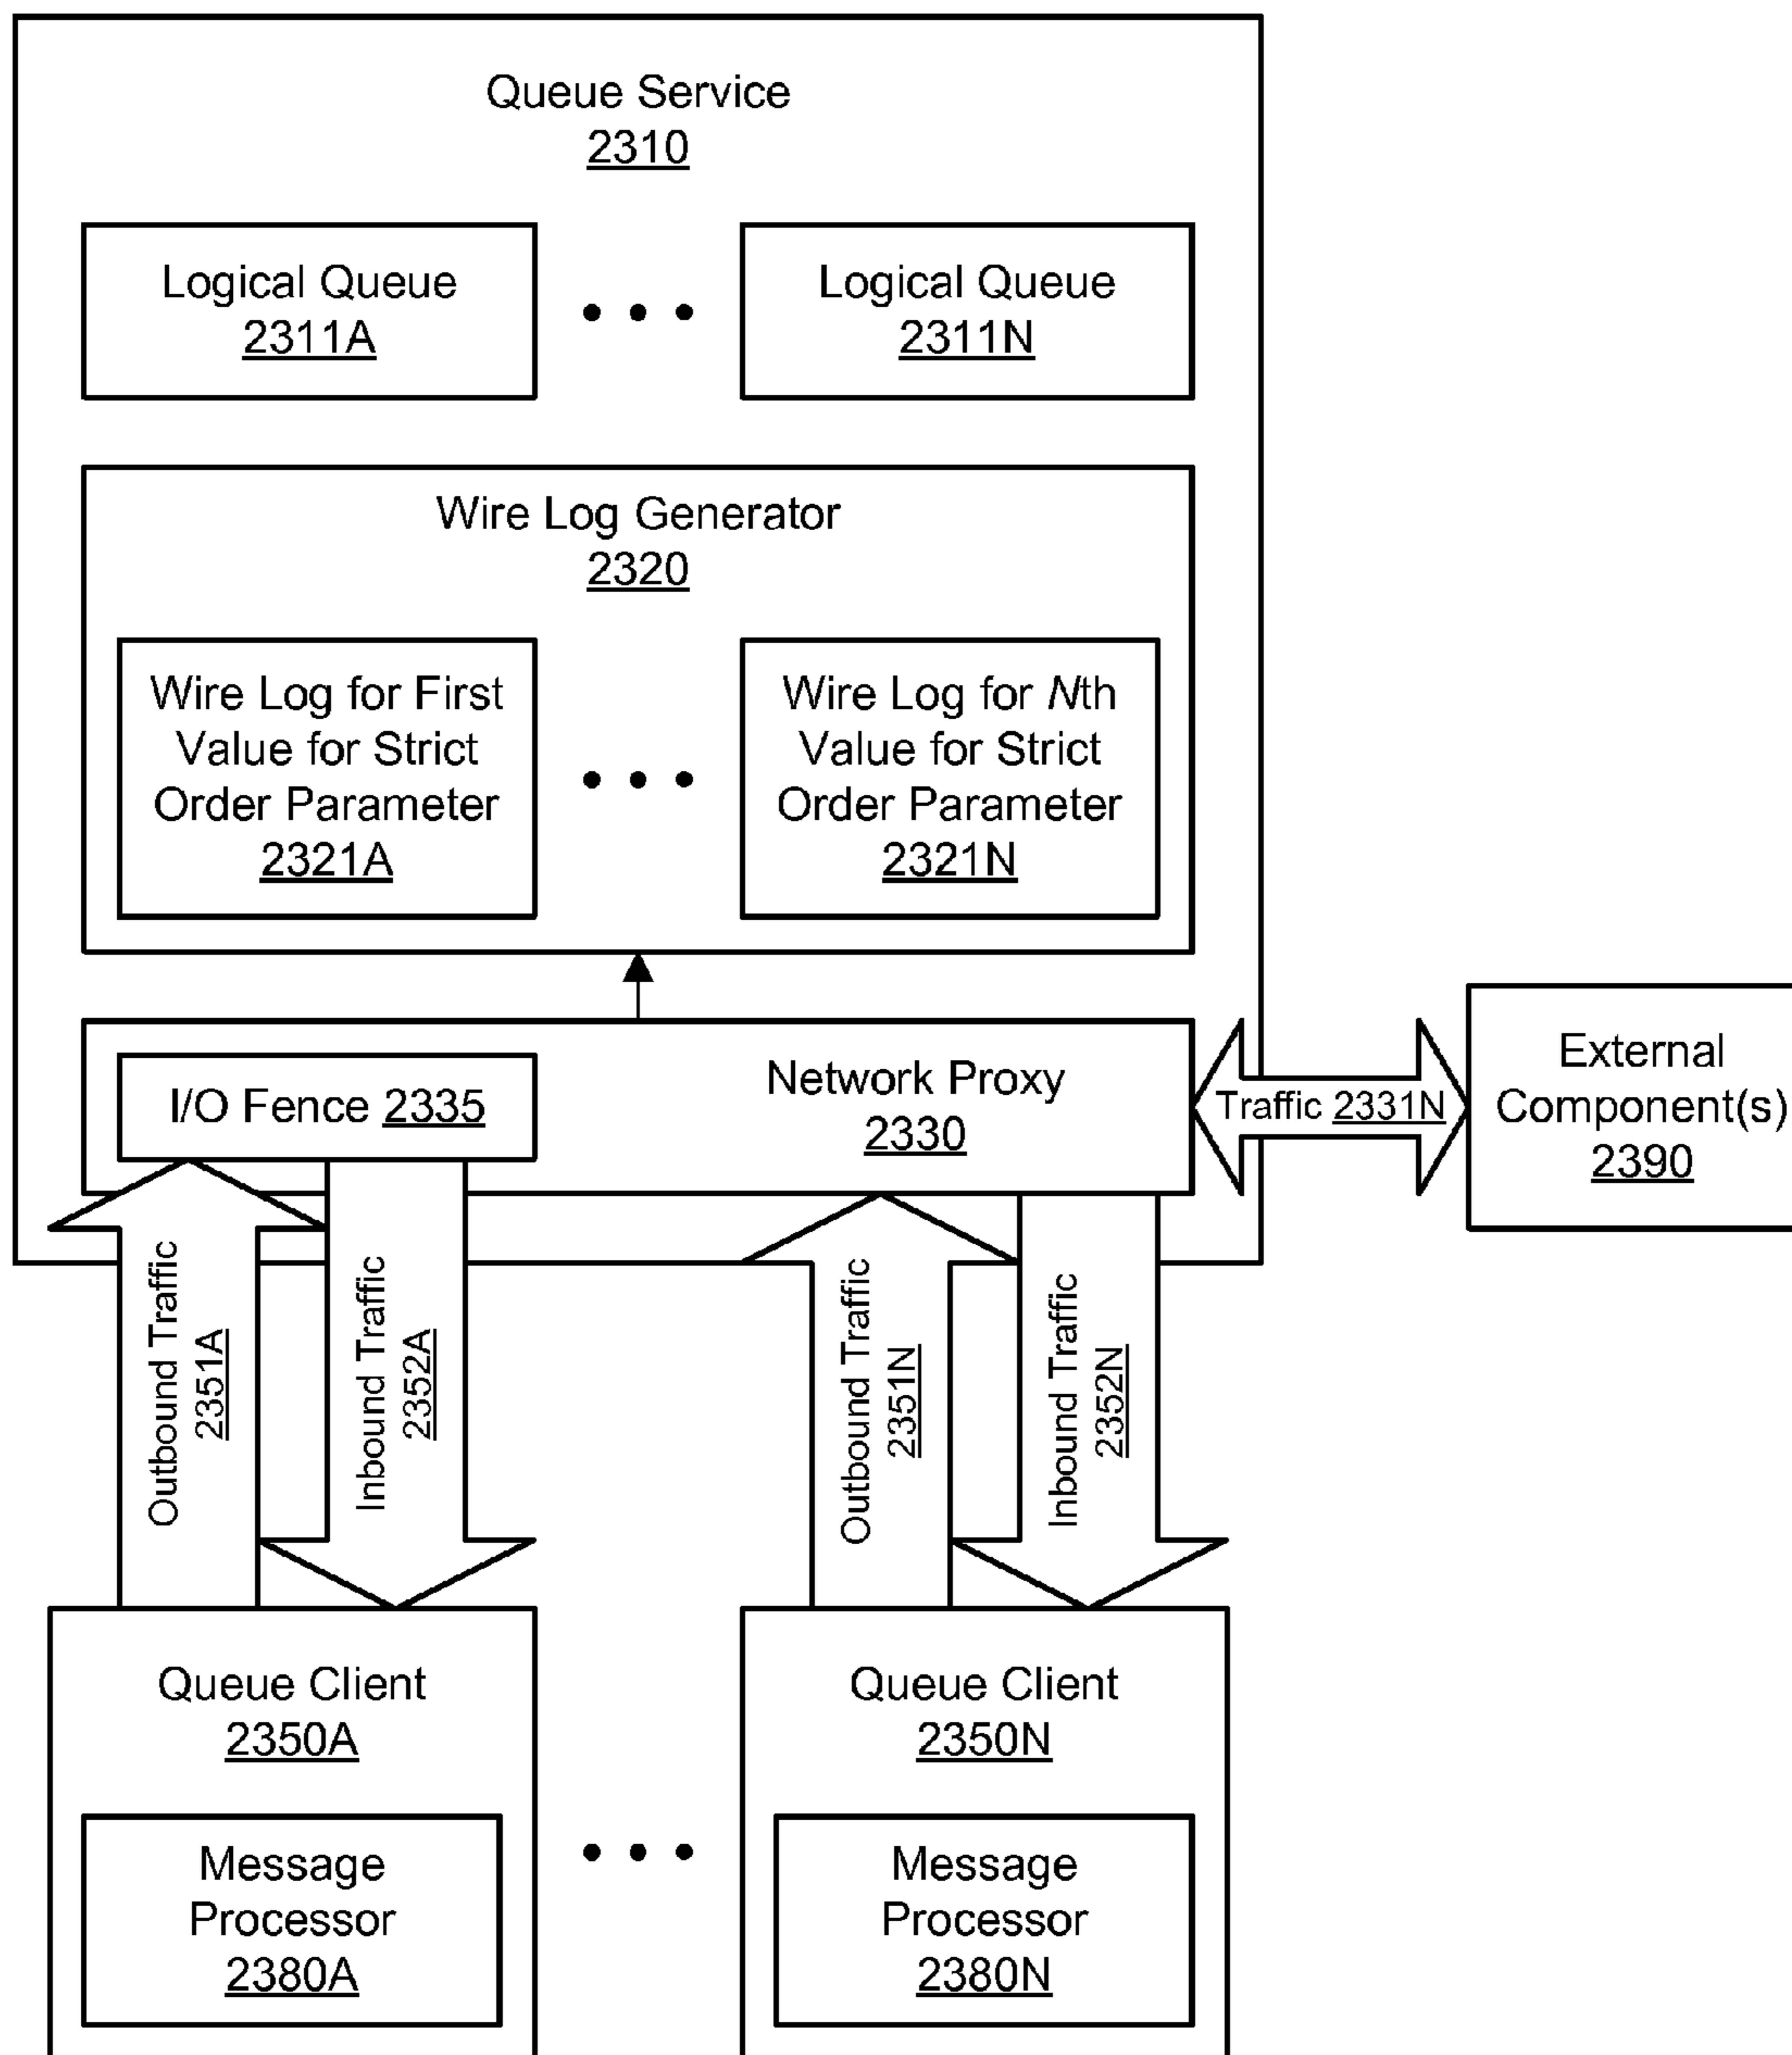 Queue Service
2310
Logical Queue
2311A
Logical Queue
2311N
Wire Log Generator
2320
Wire Log for First
Value for Strict
Order Parameter
2321A
Wire Log for Nth
Value for Strict
Order Parameter
2321N
I/O Fence 2335
Network Proxy
2330
Traffic 2331N
External
Component(s)
2390
Outbound Traffic
2351A
Inbound Traffic
2352A
Outbound Traffic
2351N
Inbound Traffic
2352N
Queue Client
2350A
Message
Processor
2380A
Queue Client
2350N
Message
Processor
2380N